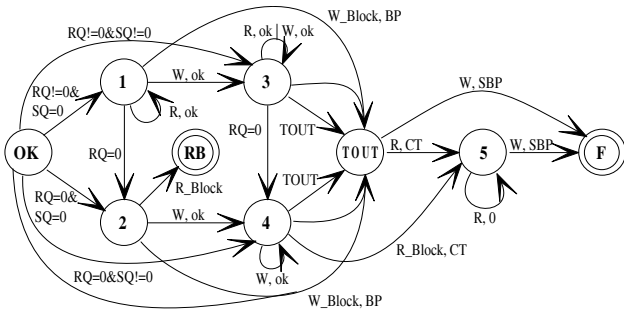 RQ!=0&SQ!=0
W_Block, BP
R, ok
W, ok
1
W, ok
3
W, SBP
RQ!=0&
SQ=0
R, ok
TOUT
OK
RQ=0
RB
RQ=0
TOUT
R, CT
5
W, SBP
F
R_Block
TOUT
RQ=0&
SQ=0
2
W, ok
4
R, 0
R_Block, CT
W, ok
RQ=0&SQ!=0
W_Block, BP